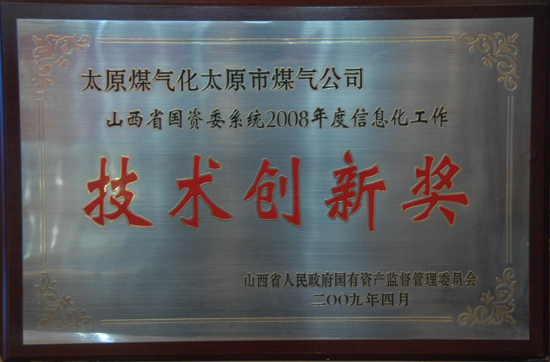 太原煤气化太原市煤气公司
山西省国资委系统2008年度信息化工作
技术创新奖
山西省人民政府国有资产监督管理委员会
二〇〇九年四月